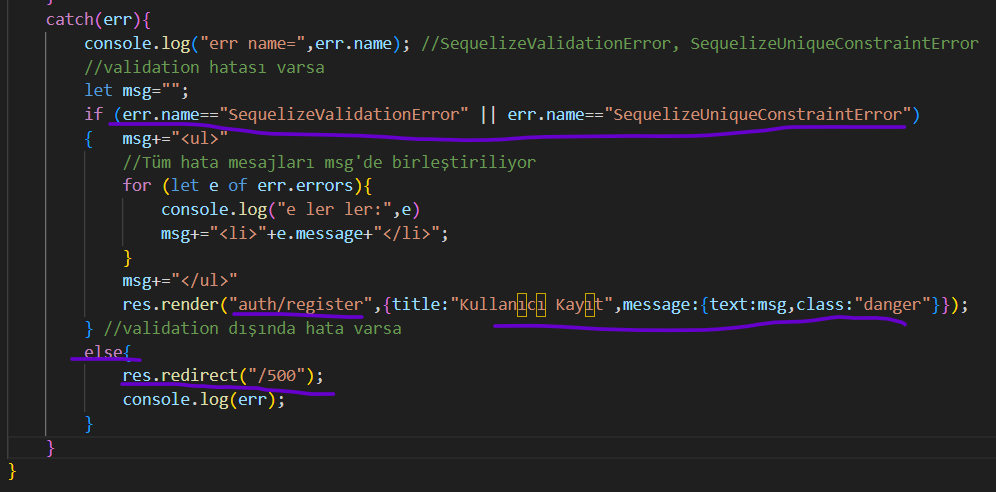 }
catch(err){
console.log("err name=",err.name); //SequelizeValidationError, SequelizeUniqueConstraintError
//validation hatası varsa
let msg="";
if (err.name=="SequelizeValidationError" || err.name=="SequelizeUniqueConstraintError")
{   msg+="<ul>"
//Tüm hata mesajları msg'de birleştiriliyor
for (let e of err.errors){
console.log("e ler ler:",e)
msg+="<li>"+e.message+"</li>";
}
msg+="</ul>"
res.render("auth/register",{title:"Kullanıcı Kayıt",message:{text:msg,class:"danger"}});
} //validation dışında hata varsa
else{
res.redirect("/500");
console.log(err);
}
}
}